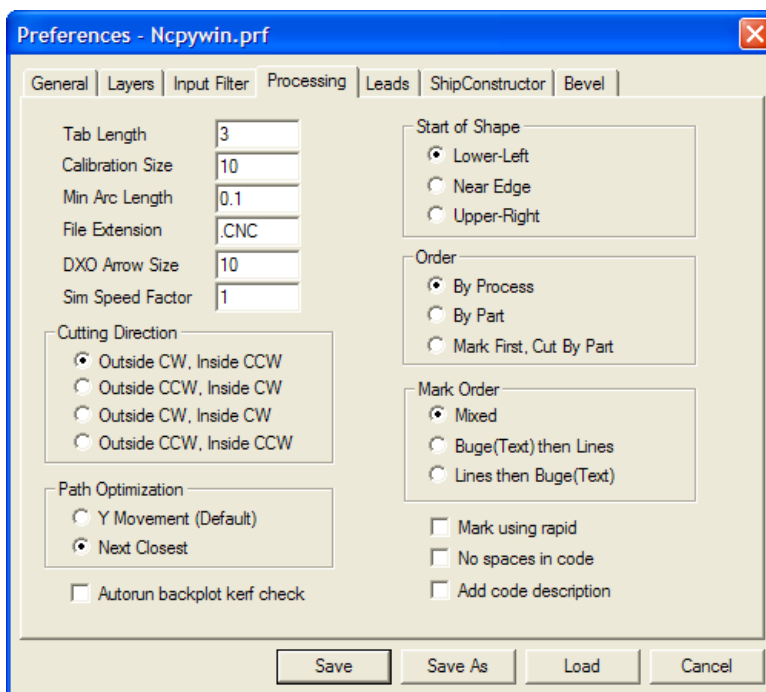 Preferences - Ncpywin.prf
General Layers Input Filter Processing Leads ShipConstructor Bevel
Tab Length 3
Calibration Size 10
Min Arc Length 0.1
File Extension .CNC
DXO Arrow Size 10
Sim Speed Factor 1
Cutting Direction
Outside CW, Inside CCW
Outside CCW, Inside CW
Outside CW, Inside CW
Outside CCW, Inside CCW
Path Optimization
Y Movement (Default)
Next Closest
Autorun backplot kerf check
Start of Shape
Lower-Left
Near Edge
Upper-Right
Order
By Process
By Part
Mark First, Cut By Part
Mark Order
Mixed
Buge(Text) then Lines
Lines then Buge(Text)
Mark using rapid
No spaces in code
Add code description
Save Save As Load Cancel